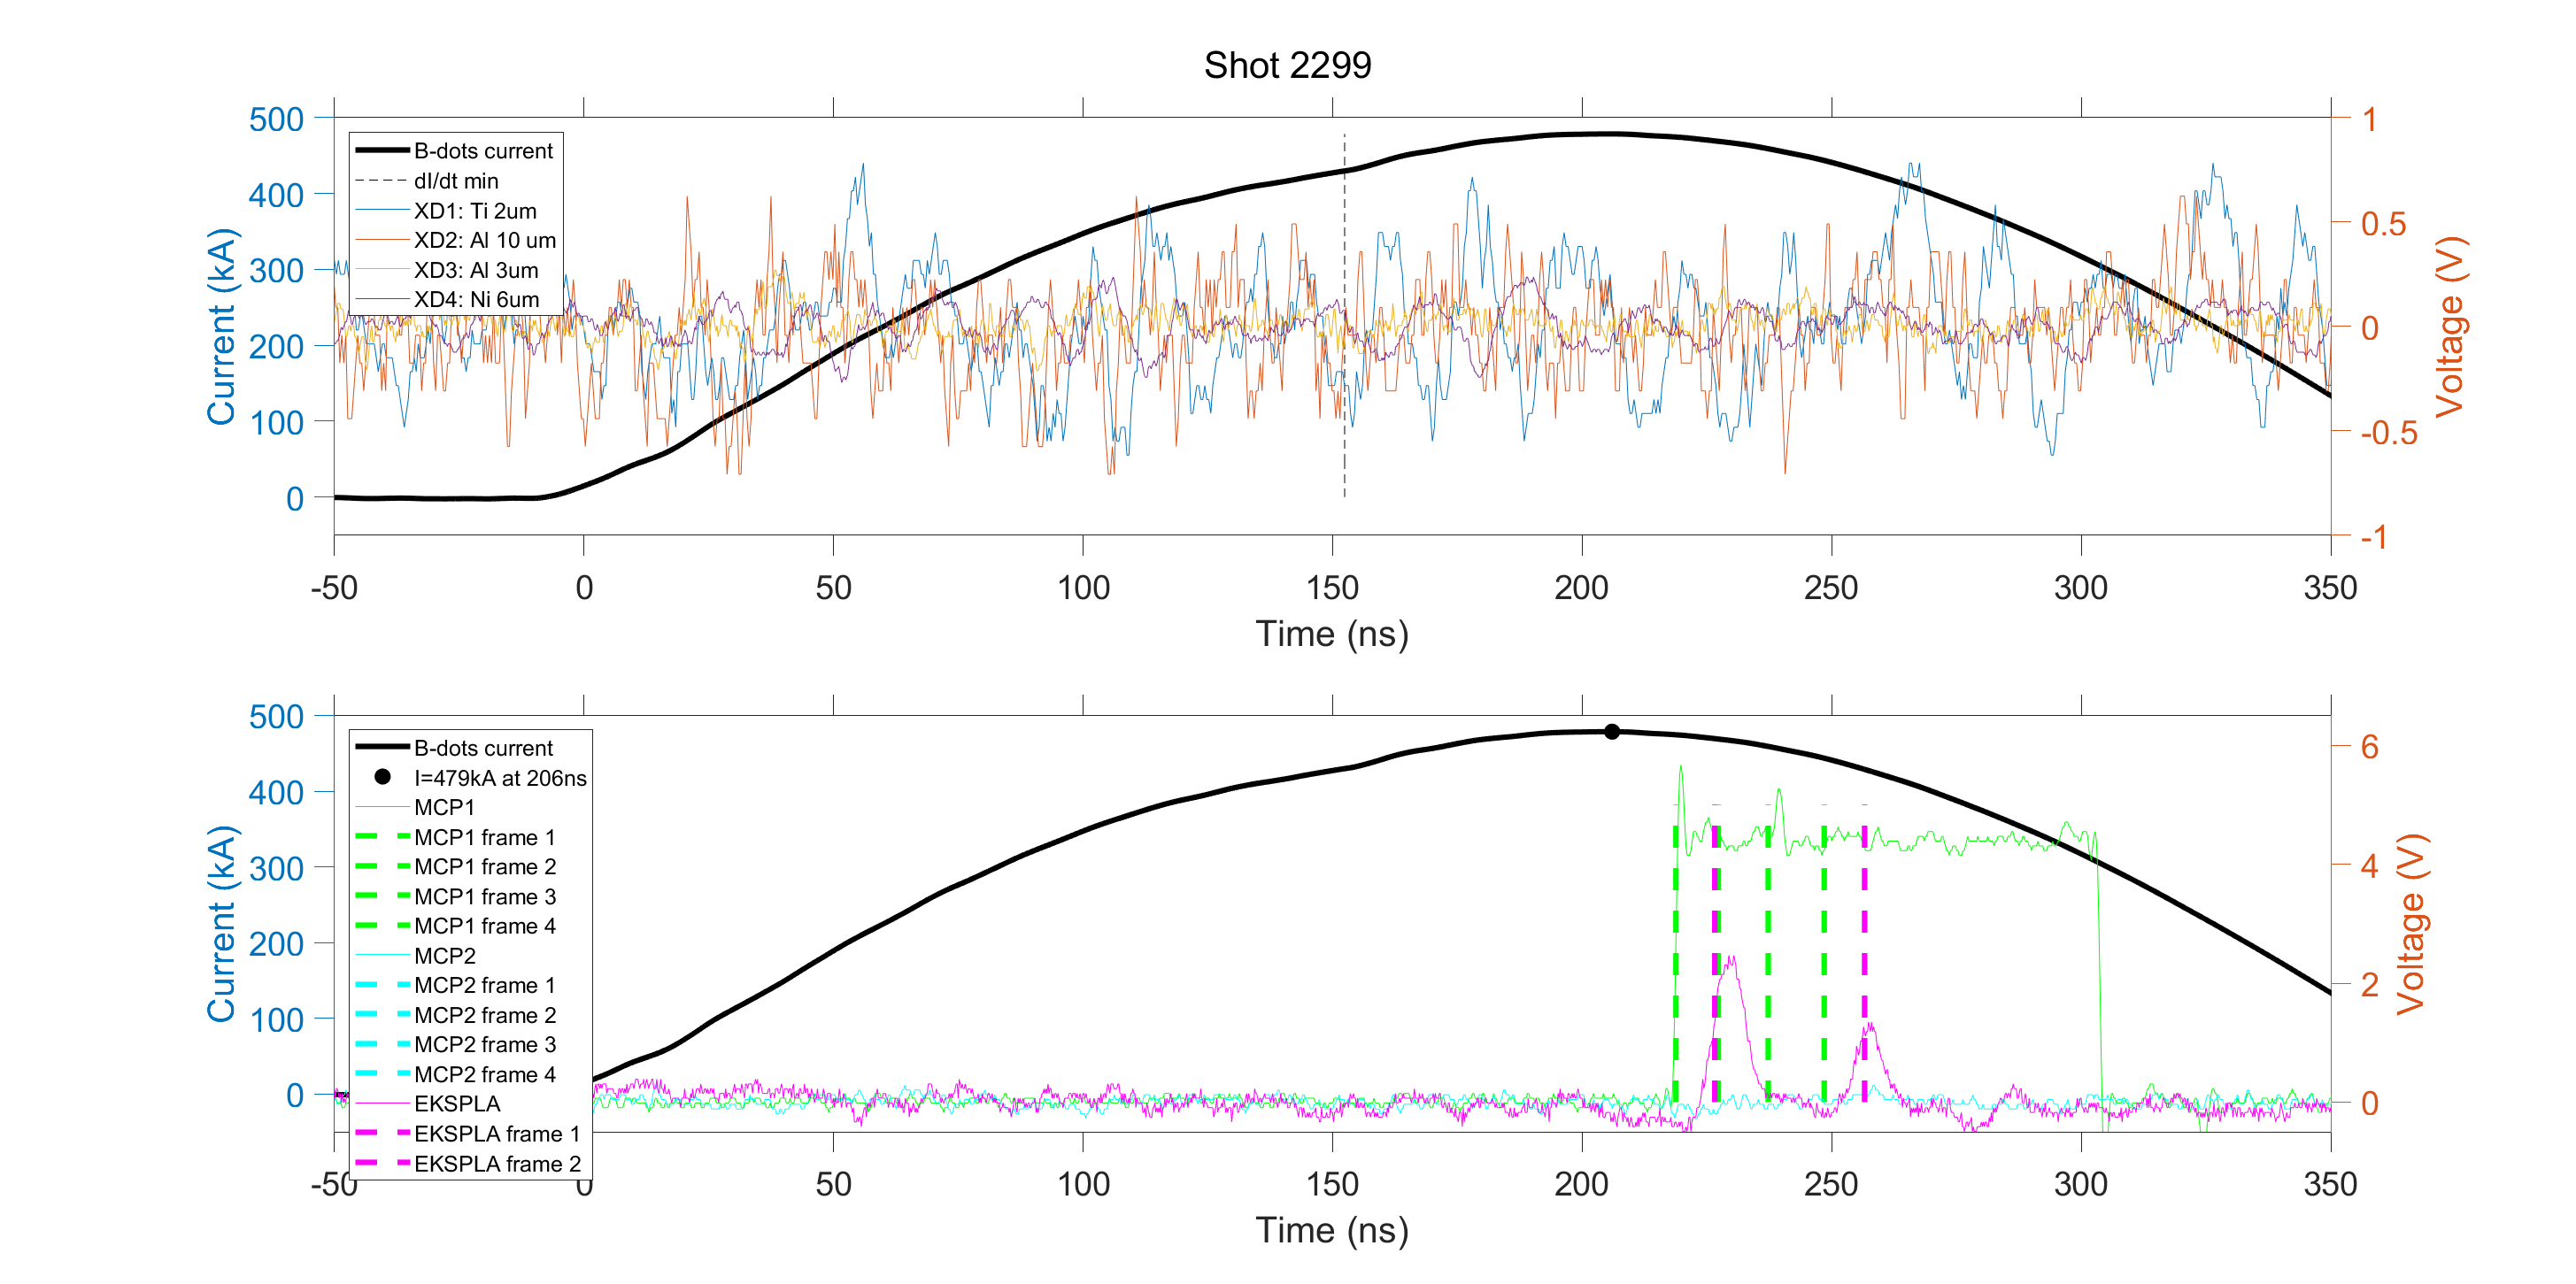 Shot 2299
500
400
300
200
100
0
Current (kA)
B-dots current
dI/dt min
XD1: Ti 2um
XD2: Al 10 um
XD3: Al 3um
XD4: Ni 6um
1
0.5
0
-0.5
-1
Voltage (V)
-50 0 50 100 150 200 250 300 350
Time (ns)
500
400
300
200
100
0
Current (kA)
B-dots current
I=479kA at 206ns
MCP1
MCP1 frame 1
MCP1 frame 2
MCP1 frame 3
MCP1 frame 4
MCP2
MCP2 frame 1
MCP2 frame 2
MCP2 frame 3
MCP2 frame 4
EKSPLA
EKSPLA frame 1
EKSPLA frame 2
6
4
2
0
Voltage (V)
-50 0 50 100 150 200 250 300 350
Time (ns)